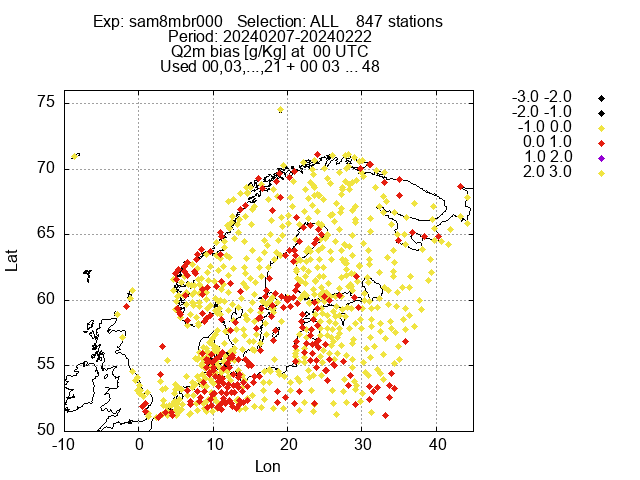 Exp: sam8mbr000   Selection: ALL    847 stations
Period: 20240207-20240222
Q2m bias [g/Kg] at  00 UTC
Used 00,03,...,21 + 00 03 ... 48
-3.0 -2.0
-2.0 -1.0
-1.0 0.0
0.0 1.0
1.0 2.0
2.0 3.0
75
70
65
60
55
50
Lat
-10 0 10 20 30 40
Lon